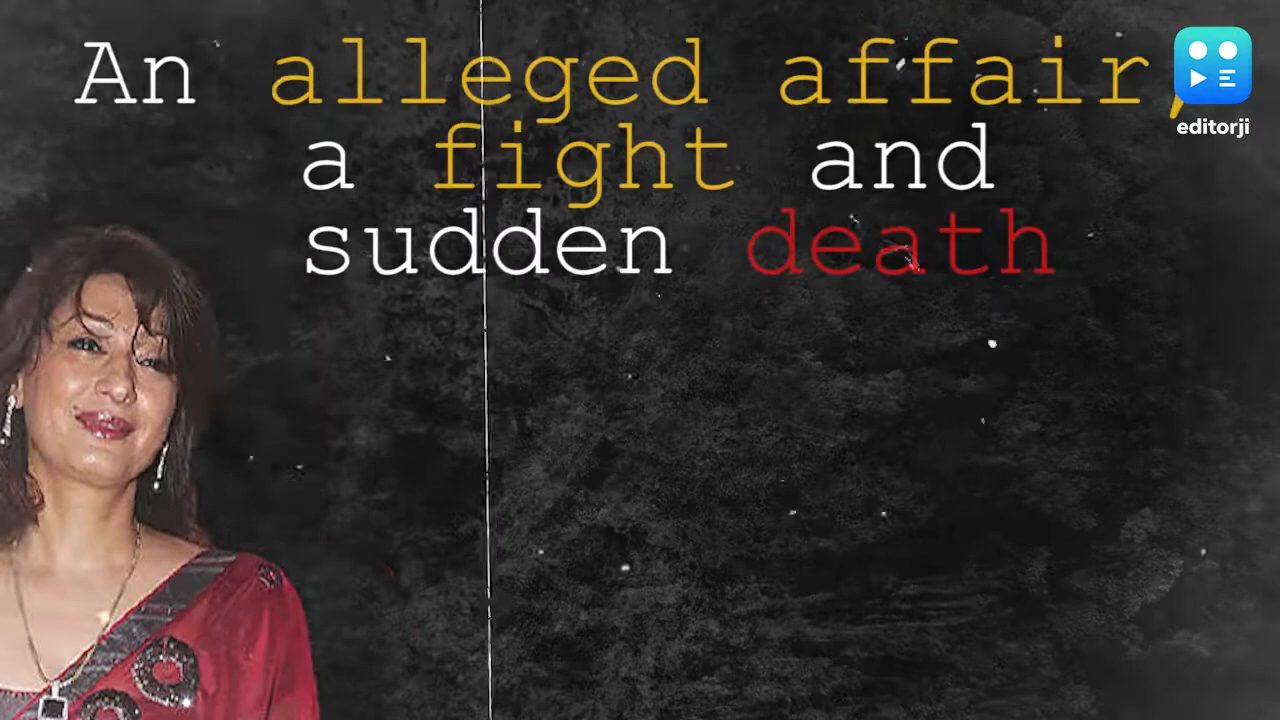 An alleged affair,
a fight and
sudden death
editorji